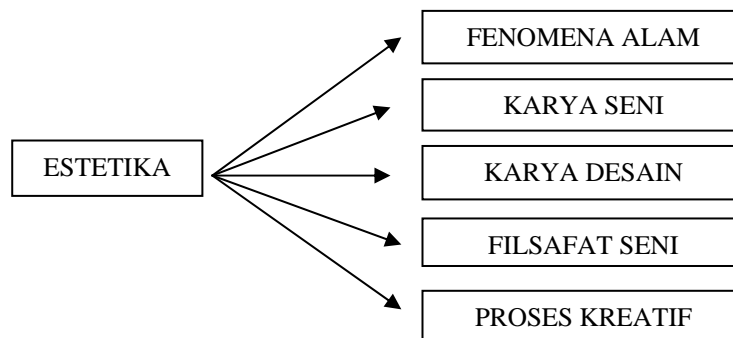 FENOMENA ALAM
KARYA SENI
ESTETIKA
KARYA DESAIN
FILSAFAT SENI
PROSES KREATIF